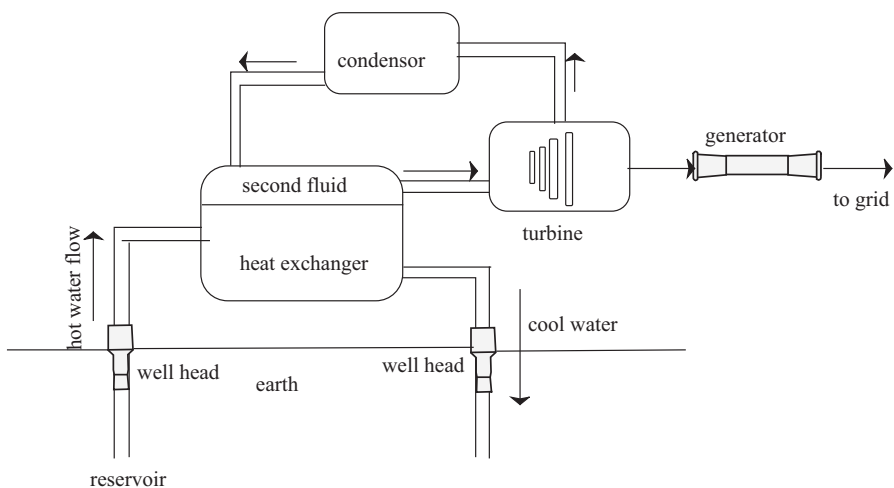 condensor
generator
second fluid
to grid
turbine
hot water flow
heat exchanger
cool water
well head
well head
earth
reservoir